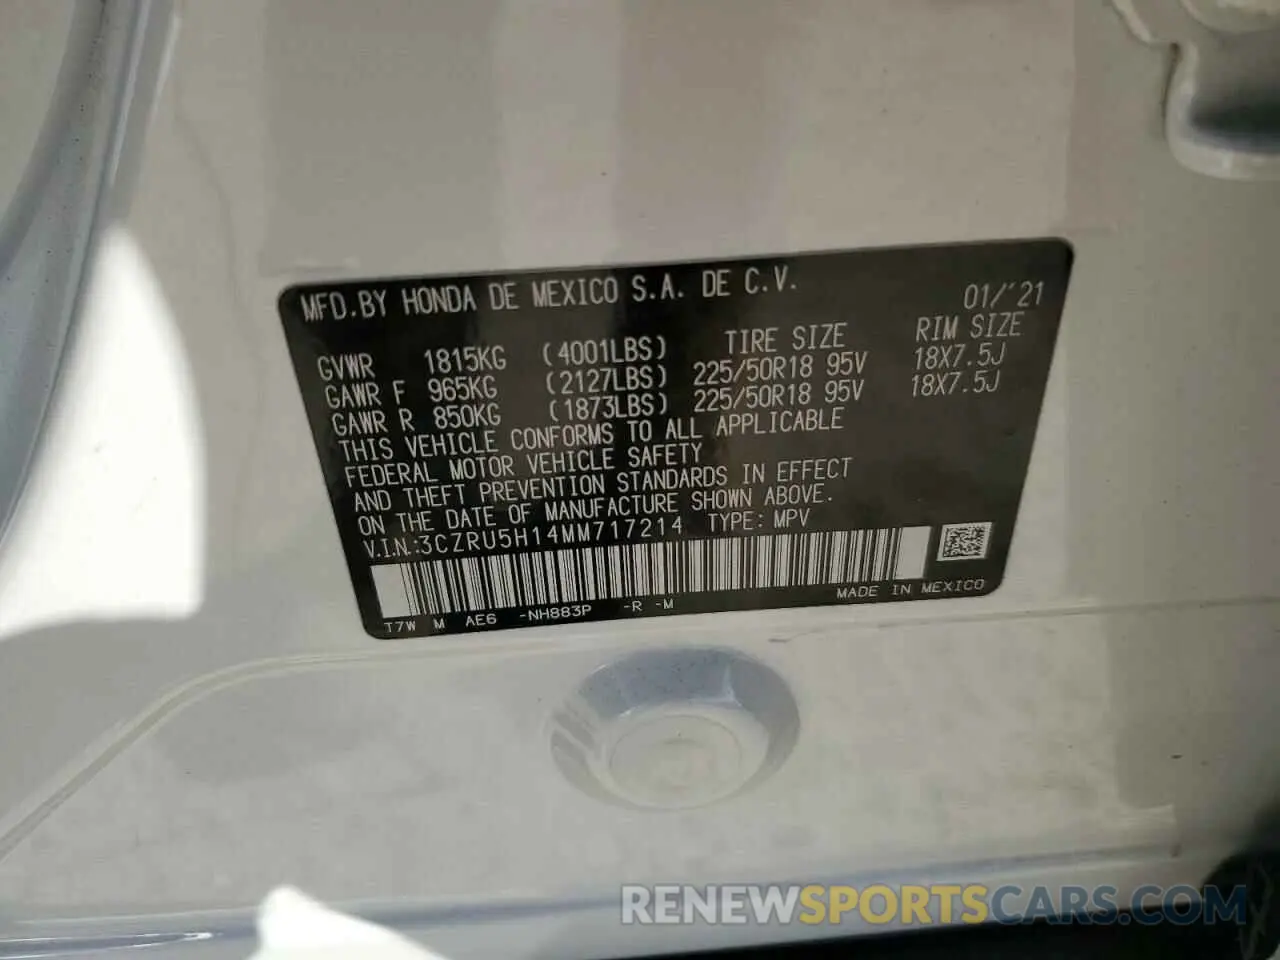 MFD.BY HONDA DE MEXICO S.A. DE C.V. 01/'21
TIRE SIZE RIM SIZE
GVWR 1815KG (4001LBS)
GAWR F 965KG (2127LBS) 225/50R18 95V 18X7.5J
GAWR R 850KG (1873LBS) 225/50R18 95V 18X7.5J
THIS VEHICLE CONFORMS TO ALL APPLICABLE
FEDERAL MOTOR VEHICLE SAFETY
AND THEFT PREVENTION STANDARDS IN EFFECT
ON THE DATE OF MANUFACTURE SHOWN ABOVE.
V.I.N.:3CZRU5H14MM717214 TYPE: MPV
MADE IN MEXICO
T7W M AE6 -NH883P -R -M
RENEWSPORTSCARS.COM